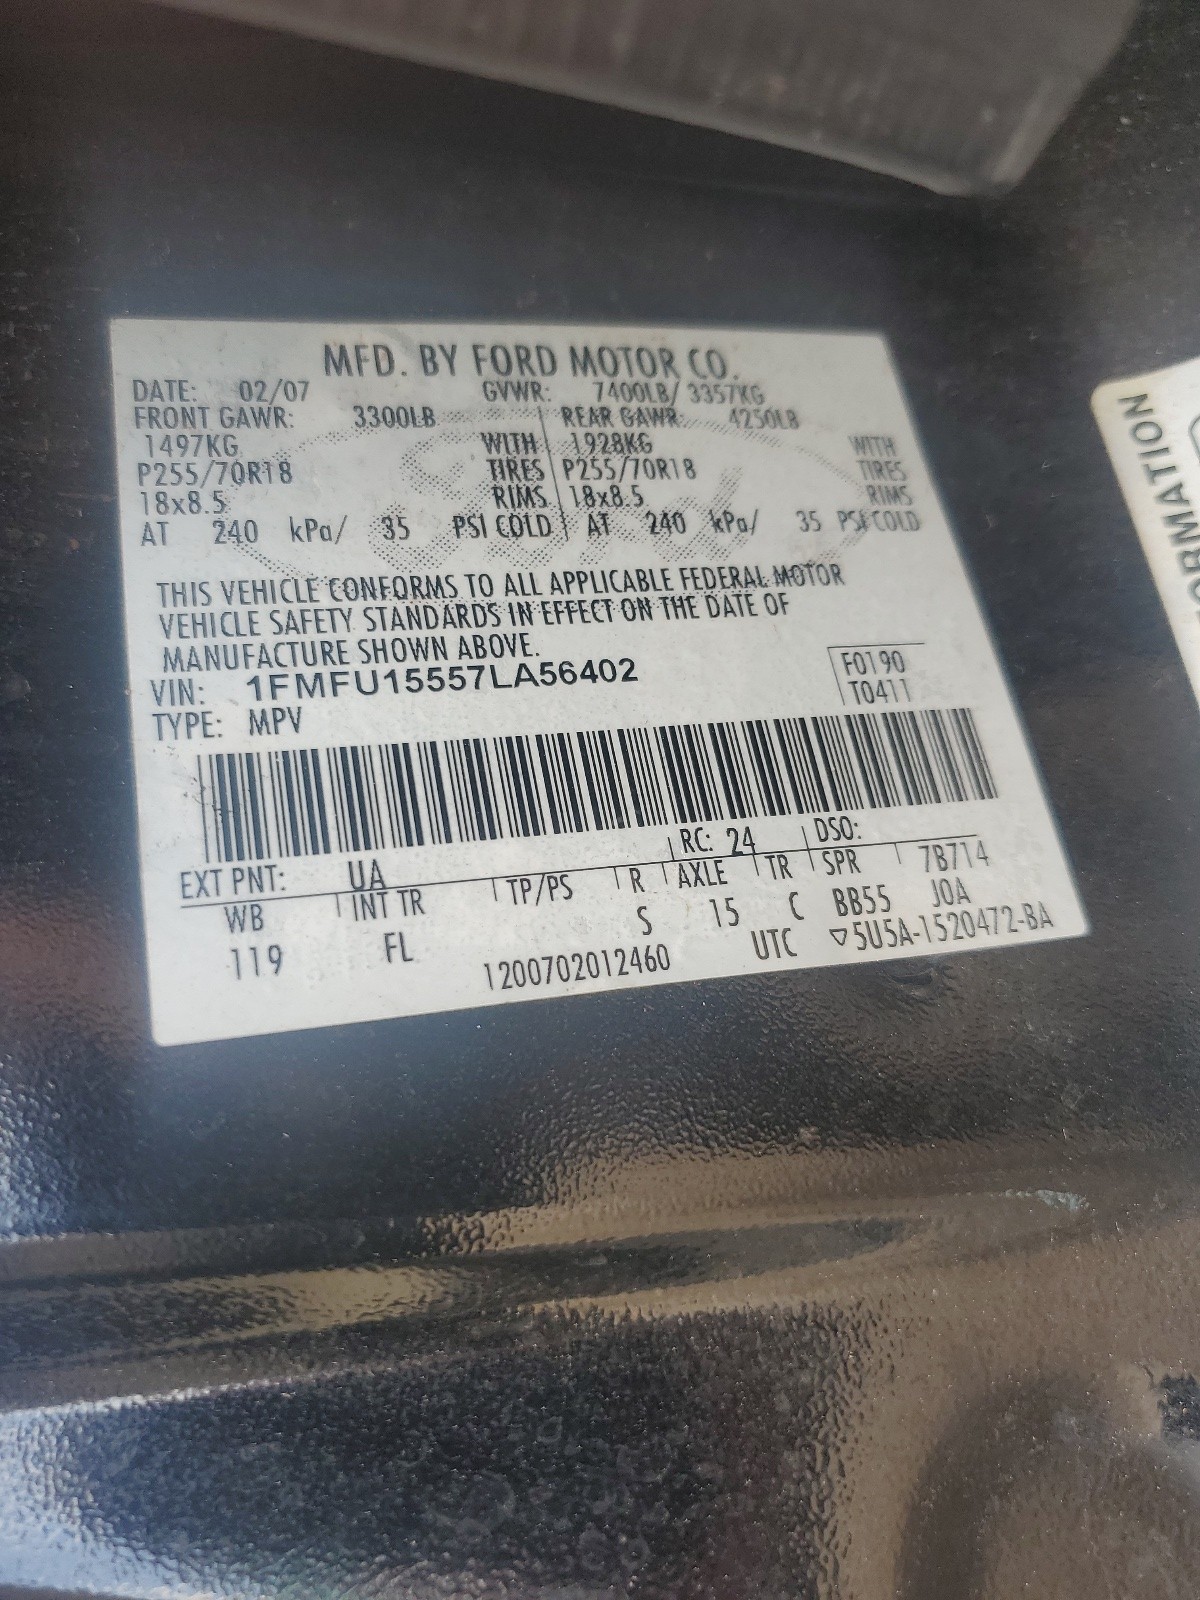 MFD. BY FORD MOTOR CO.
DATE: 02/07 GVWR: 7400LB/ 3357KG
FRONT GAWR: 3300LB REAR GAWR: 4250LB
1497KG WITH 1928KG WITH
P255/70R18 TIRES P255/70R18 TIRES
18x8.5 RIMS 18x8.5 RIMS
AT 240 kPa/ 35 PSI COLD AT 240 kPa/ 35 PSI COLD
THIS VEHICLE CONFORMS TO ALL APPLICABLE FEDERAL MOTOR
VEHICLE SAFETY STANDARDS IN EFFECT ON THE DATE OF
MANUFACTURE SHOWN ABOVE.
VIN: 1FMFU15557LA56402
F0190
T0411
TYPE: MPV
EXT PNT: UA RC: 24 DSO:
WB INT TR TP/PS R AXLE TR SPR 7B714
119 FL S 15 C BB55 JOA
1200702012460 UTC ▽5U5A-1520472-BA
ORMATION